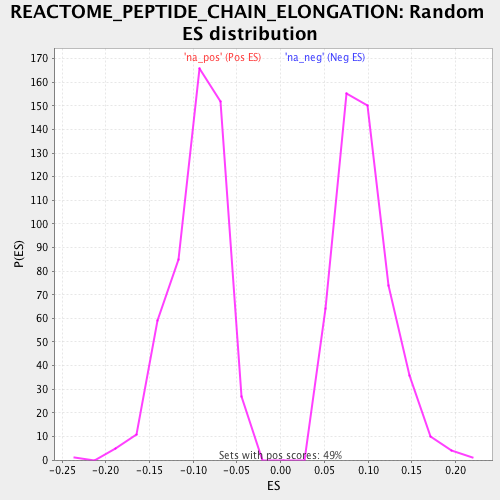 REACTOME_PEPTIDE_CHAIN_ELONGATION: Random
ES distribution
'na_pos' (Pos ES) 'na_neg' (Neg ES)
170
160
150
140
130
120
110
100
90
80
70
60
50
40
30
20
10
0
P(ES)
Sets with pos scores: 49%
-0.25 -0.20 -0.15 -0.10 -0.05 0.00 0.05 0.10 0.15 0.20
ES